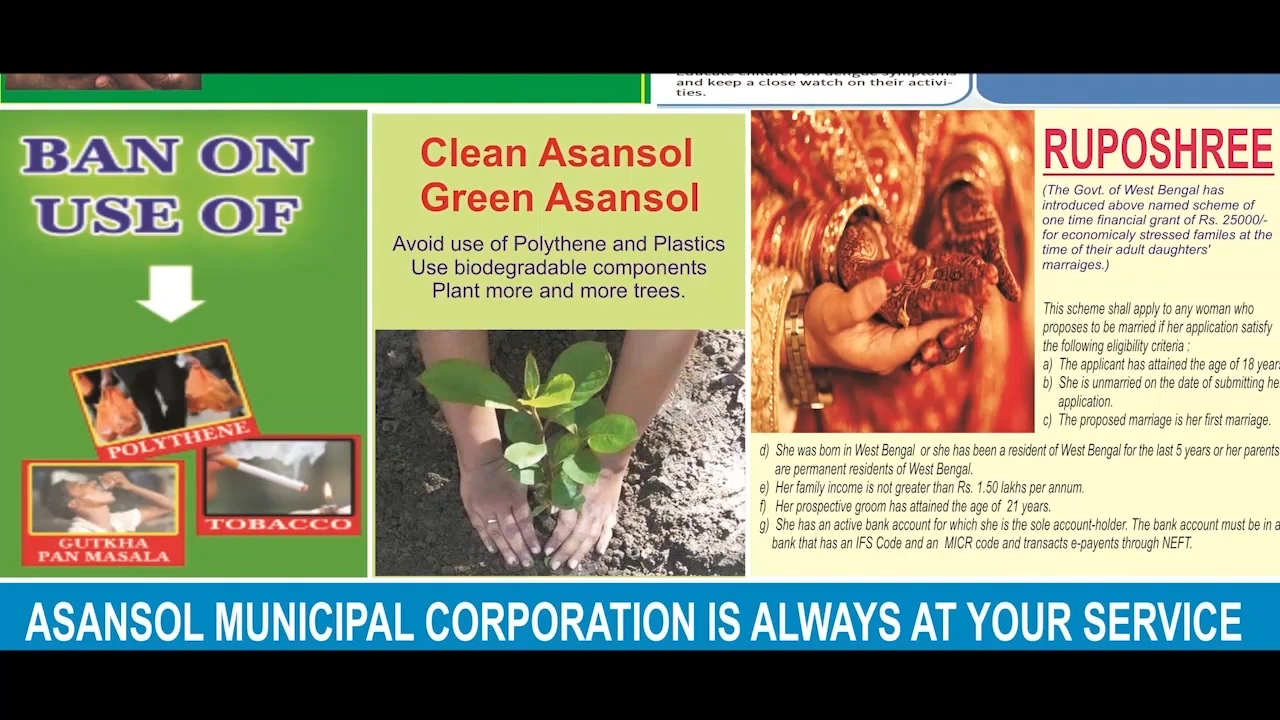 Educate children on dengue symptoms
and keep a close watch on their activi-
ties.
BAN ON
USE OF
POLYTHENE
TOBACCO
GUTKHA
PAN MASALA
Clean Asansol
Green Asansol
Avoid use of Polythene and Plastics
Use biodegradable components
Plant more and more trees.
RUPOSHREE
(The Govt. of West Bengal has
introduced above named scheme of
one time financial grant of Rs. 25000/-
for economicaly stressed familes at the
time of their adult daughters'
marraiges.)
This scheme shall apply to any woman who
proposes to be married if her application satisfy
the following eligibility criteria :
a) The applicant has attained the age of 18 years
b) She is unmarried on the date of submitting he
application.
c) The proposed marriage is her first marriage.
d) She was born in West Bengal or she has been a resident of West Bengal for the last 5 years or her parents
are permanent residents of West Bengal.
e) Her family income is not greater than Rs. 1.50 lakhs per annum.
f) Her prospective groom has attained the age of 21 years.
g) She has an active bank account for which she is the sole account-holder. The bank account must be in a
bank that has an IFS Code and an MICR code and transacts e-payents through NEFT.
ASANSOL MUNICIPAL CORPORATION IS ALWAYS AT YOUR SERVICE